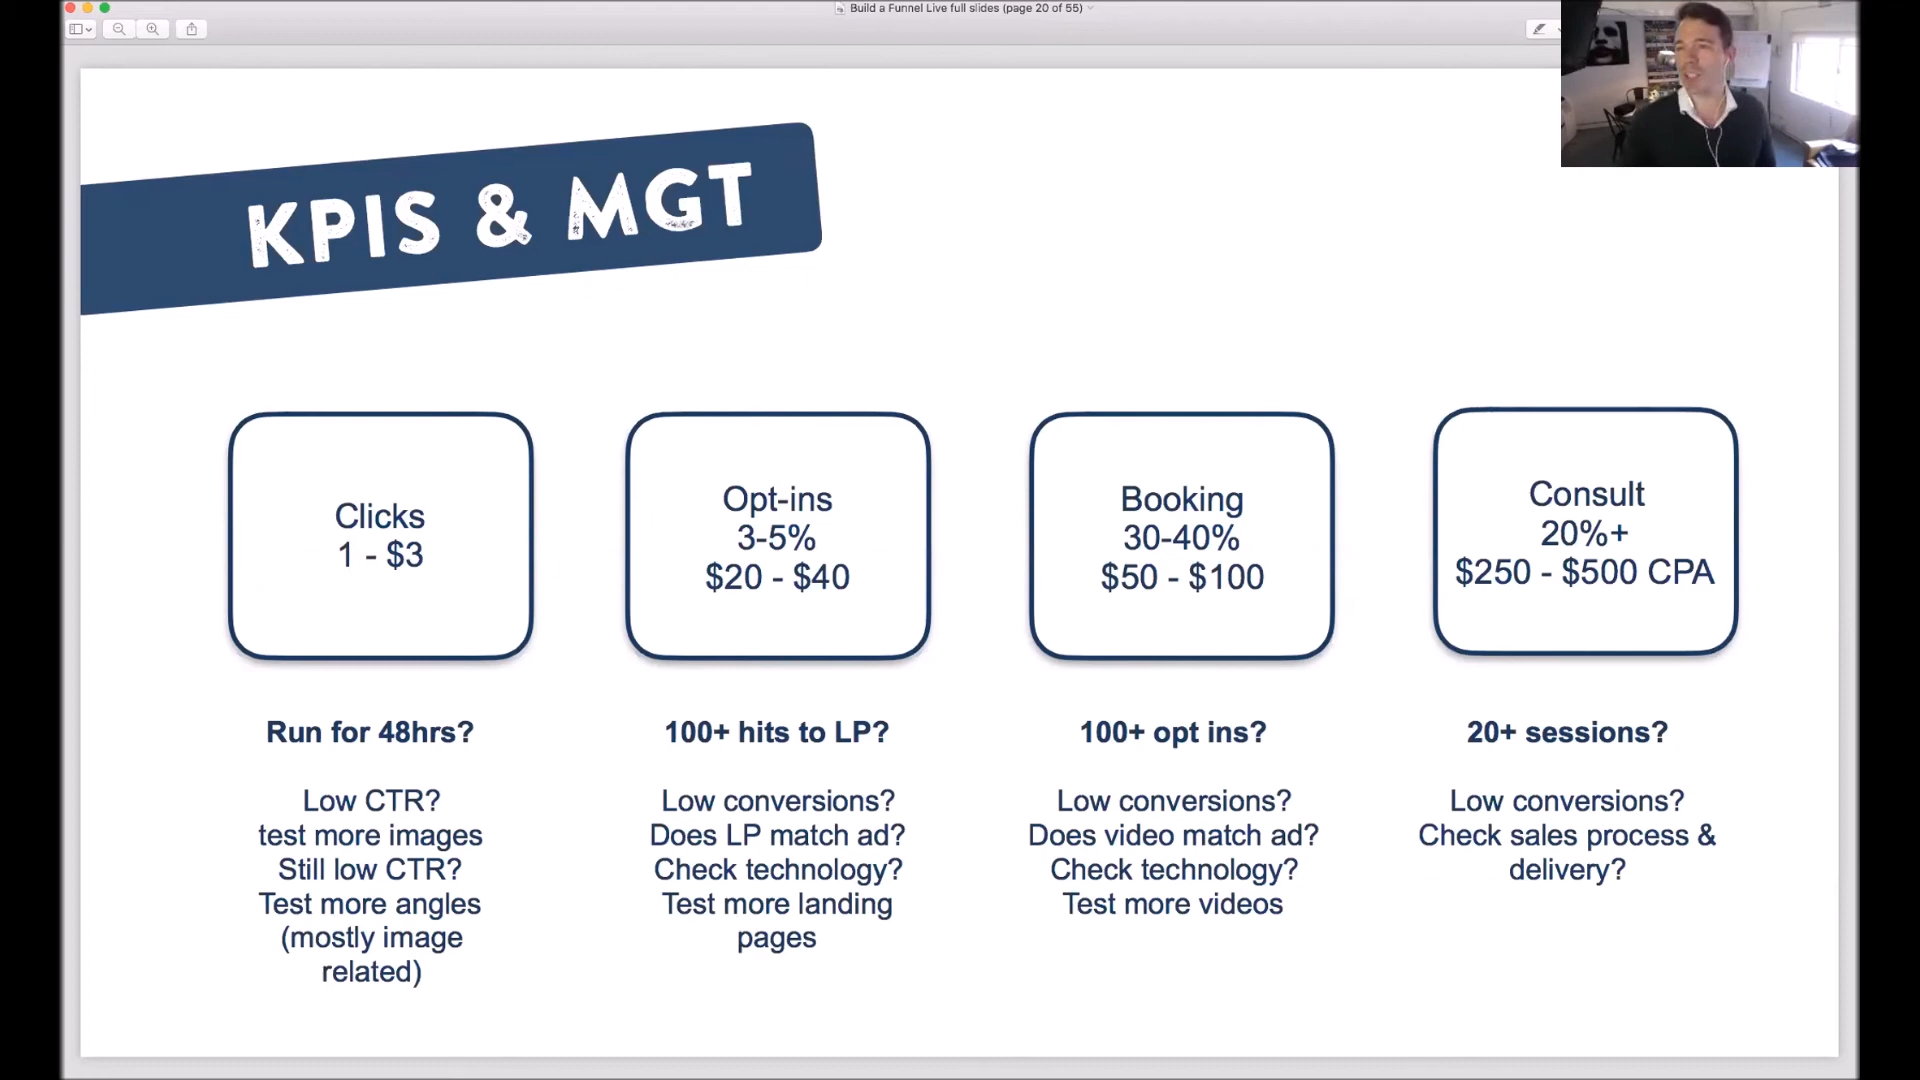 Build a Funnel Live full slides (page 20 of 55)
KPIS & MGT
Clicks
1 - $3
Opt-ins
3-5%
$20 - $40
Booking
30-40%
$50 - $100
Consult
20%+
$250 - $500 CPA
Run for 48hrs?
Low CTR?
test more images
Still low CTR?
Test more angles
(mostly image
related)
100+ hits to LP?
Low conversions?
Does LP match ad?
Check technology?
Test more landing
pages
100+ opt ins?
Low conversions?
Does video match ad?
Check technology?
Test more videos
20+ sessions?
Low conversions?
Check sales process &
delivery?